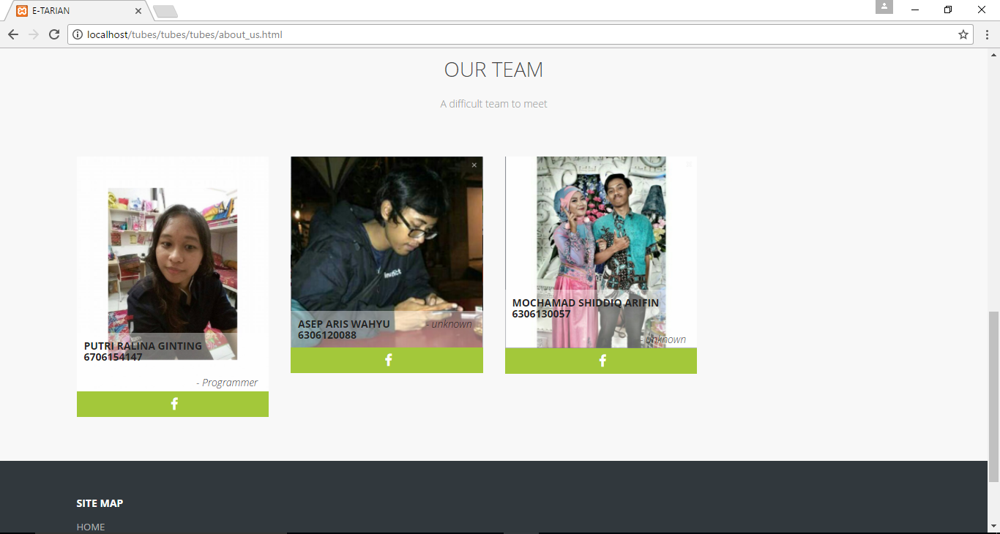 E-TARIAN
localhost/tubes/tubes/tubes/about_us.html
OUR TEAM
A difficult team to meet
PUTRI RALINA GINTING
6706154147
- Programmer
ASEP ARIS WAHYU
- unknown
6306120088
MOCHAMAD SHIDDIQ ARIFIN
6306130057
- unknown
SITE MAP
HOME